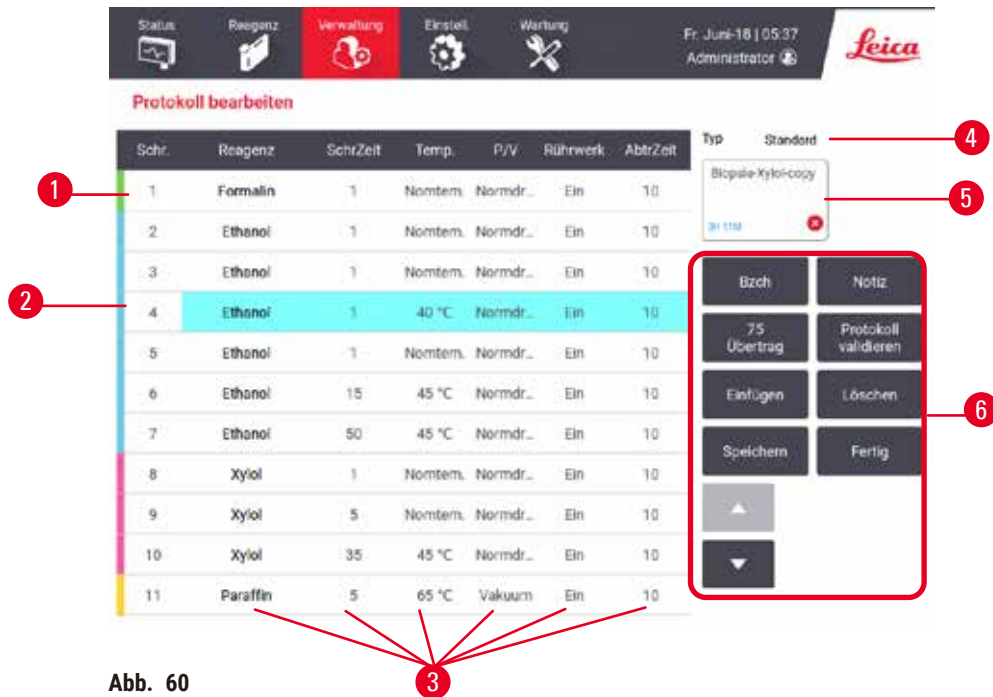 Status Reagenz Verwaltung Einstell. Wartung Fr. Juni-18 | 05:37
Administrator
Leica
Protokoll bearbeiten
Schr. Reagenz SchrZeit Temp. P/V Rührwerk AbtrZeit
1 Formalin 1 Nomtem. Normdr... Ein 10
2 Ethanol 1 Nomtem. Normdr... Ein 10
3 Ethanol 1 Nomtem. Normdr... Ein 10
4 Ethanol 1 40 °C Normdr... Ein 10
5 Ethanol 1 Nomtem. Normdr... Ein 10
6 Ethanol 15 45 °C Normdr... Ein 10
7 Ethanol 50 45 °C Normdr... Ein 10
8 Xylol 1 Nomtem. Normdr... Ein 10
9 Xylol 5 Nomtem. Normdr... Ein 10
10 Xylol 35 45 °C Normdr... Ein 10
11 Paraffin 5 65 °C Vakuum Ein 10
Typ Standard
Biopsie-Xylol-copy
Bzch Notiz
75 Protokoll
Übertrag validieren
Einfügen Löschen
Speichern Fertig
1
2
3
4
5
6
Abb. 60